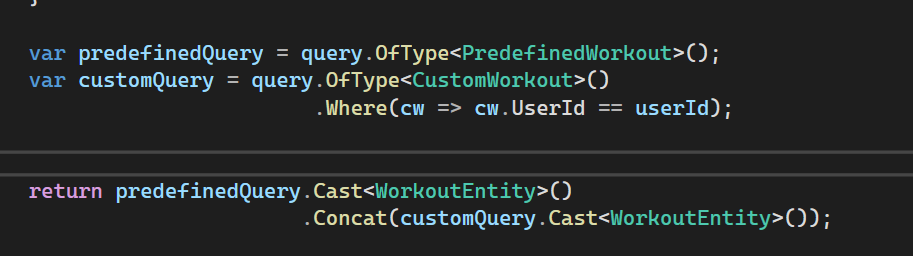 }
var predefinedQuery = query.OfType<PredefinedWorkout>();
var customQuery = query.OfType<CustomWorkout>()
.Where(cw => cw.UserId == userId);
return predefinedQuery.Cast<WorkoutEntity>()
.Concat(customQuery.Cast<WorkoutEntity>());